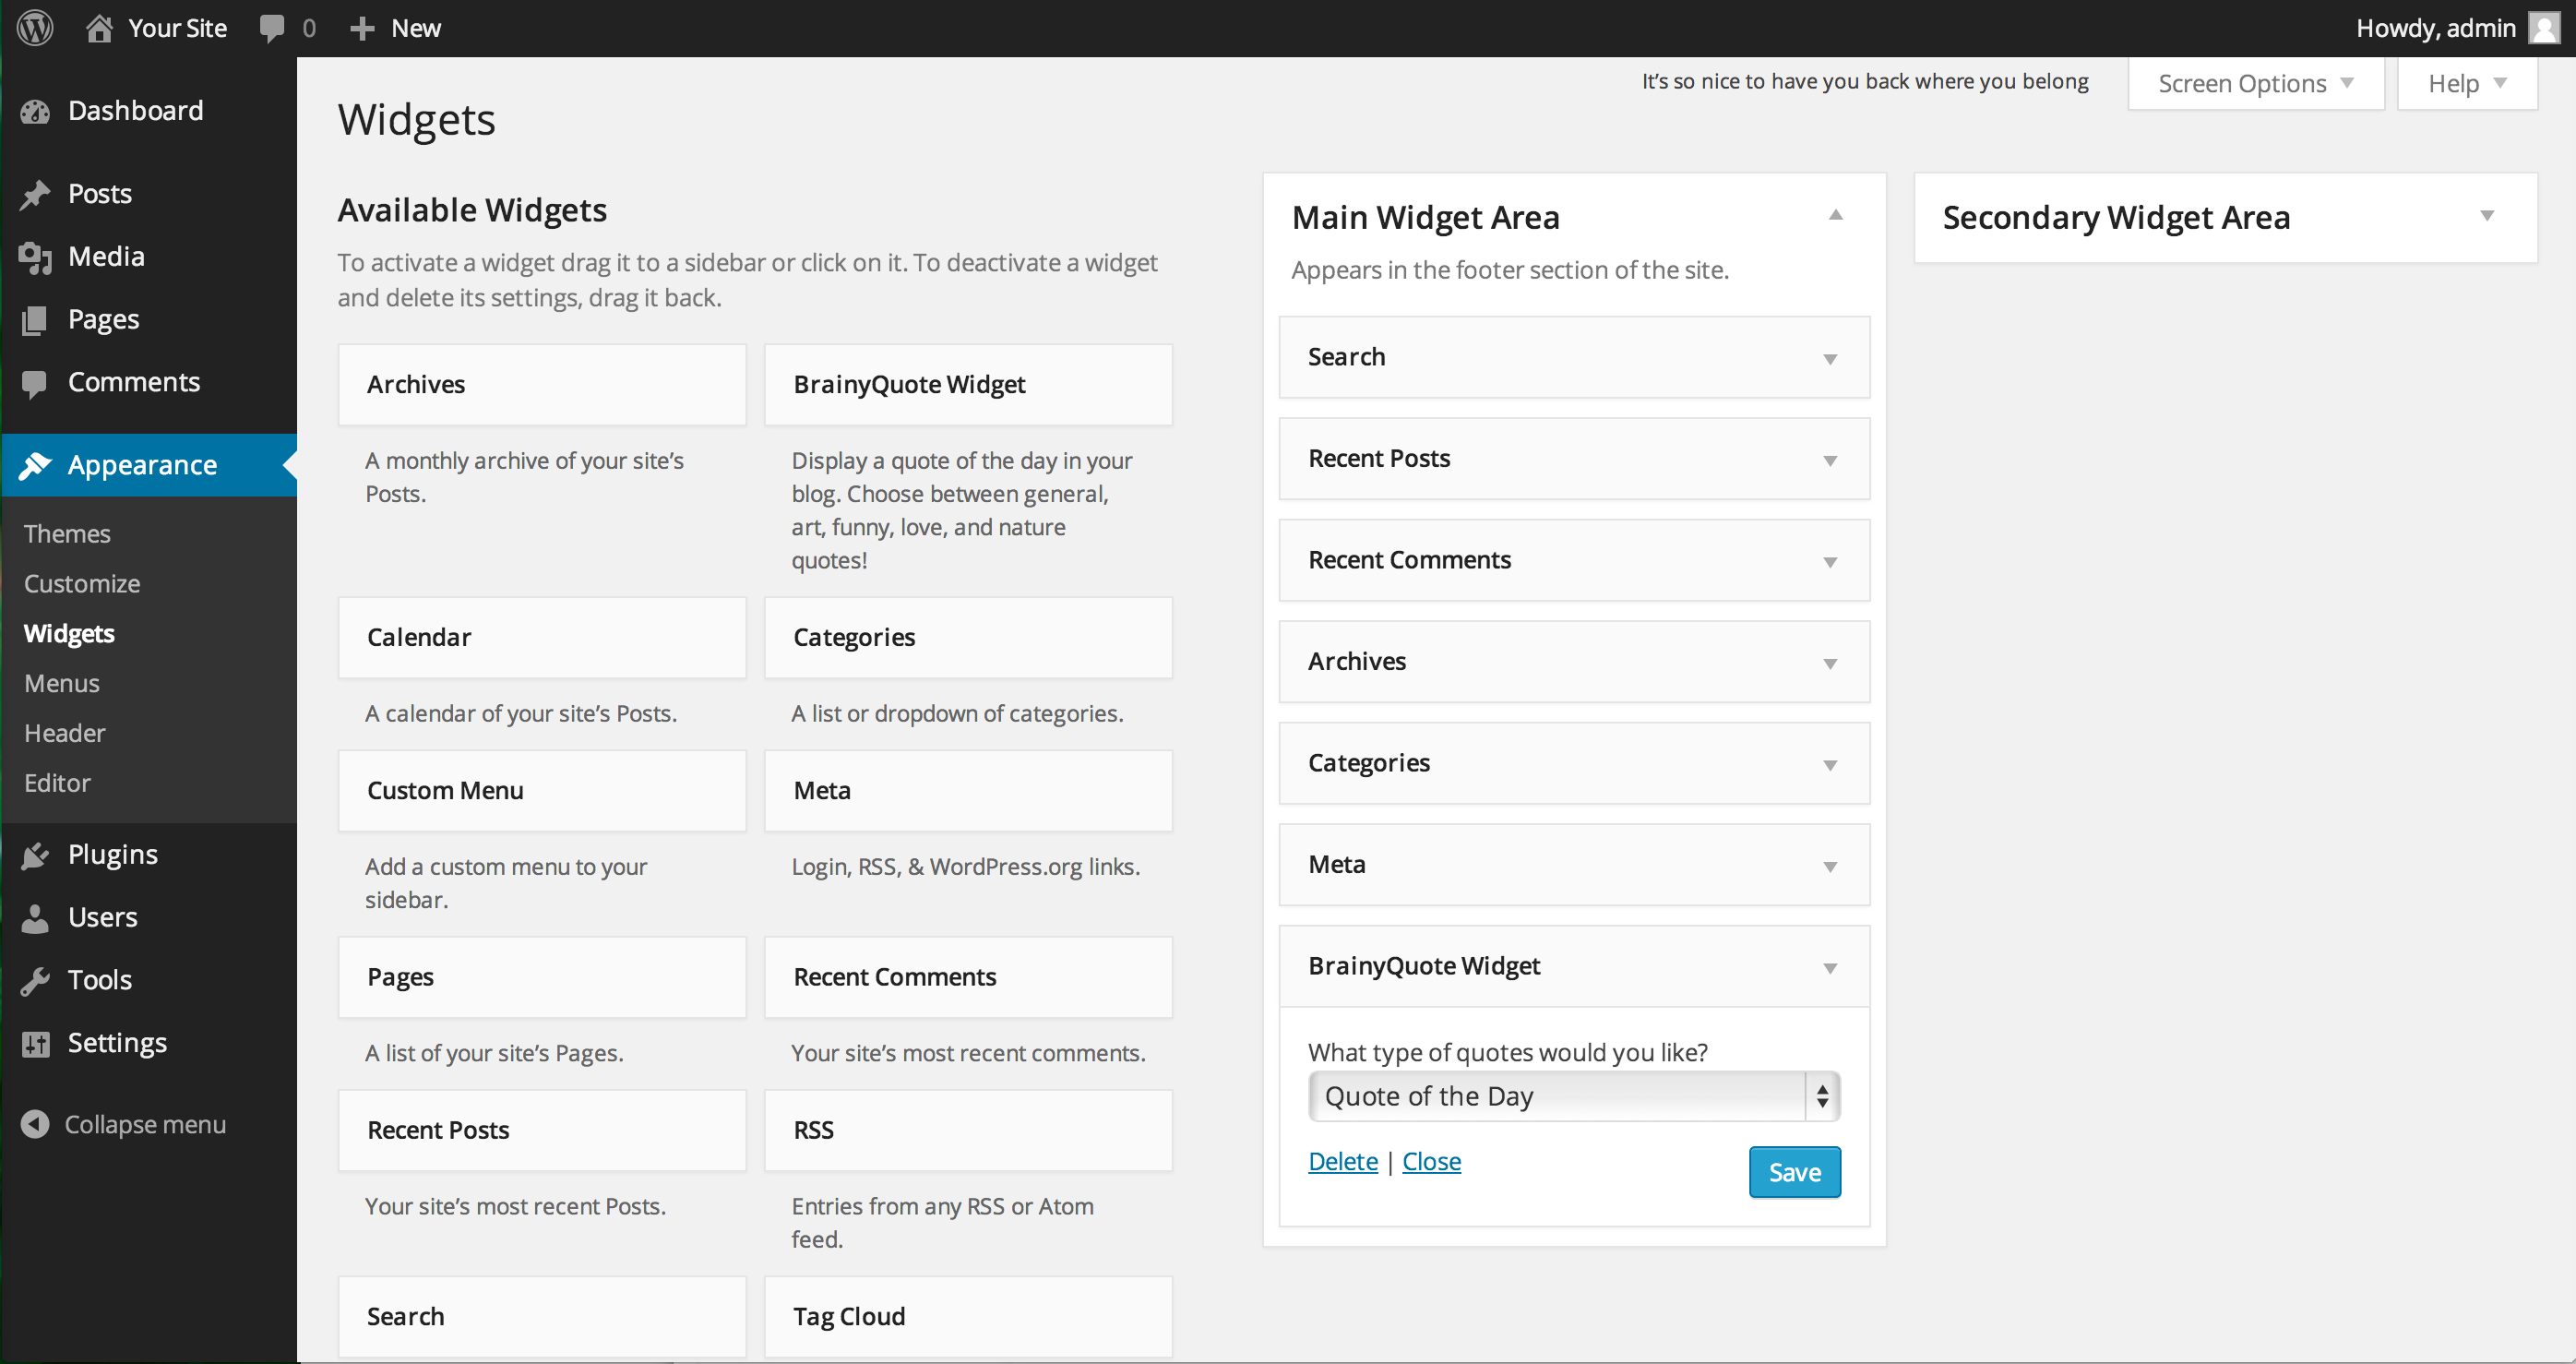 Your Site
0
New
Howdy, admin
Dashboard
Posts
Media
Pages
Comments
Appearance
Themes
Customize
Widgets
Menus
Header
Editor
Plugins
Users
Tools
Settings
Collapse menu
It’s so nice to have you back where you belong
Screen Options
Help
Widgets
Available Widgets
To activate a widget drag it to a sidebar or click on it. To deactivate a widget
and delete its settings, drag it back.
Archives
A monthly archive of your site’s
Posts.
BrainyQuote Widget
Display a quote of the day in your
blog. Choose between general,
art, funny, love, and nature
quotes!
Calendar
A calendar of your site’s Posts.
Categories
A list or dropdown of categories.
Custom Menu
Add a custom menu to your
sidebar.
Meta
Login, RSS, & WordPress.org links.
Pages
A list of your site’s Pages.
Recent Comments
Your site’s most recent comments.
Recent Posts
Your site’s most recent Posts.
RSS
Entries from any RSS or Atom
feed.
Search
Tag Cloud
Main Widget Area
Appears in the footer section of the site.
Search
Recent Posts
Recent Comments
Archives
Categories
Meta
BrainyQuote Widget
What type of quotes would you like?
Quote of the Day
Delete | Close
Save
Secondary Widget Area